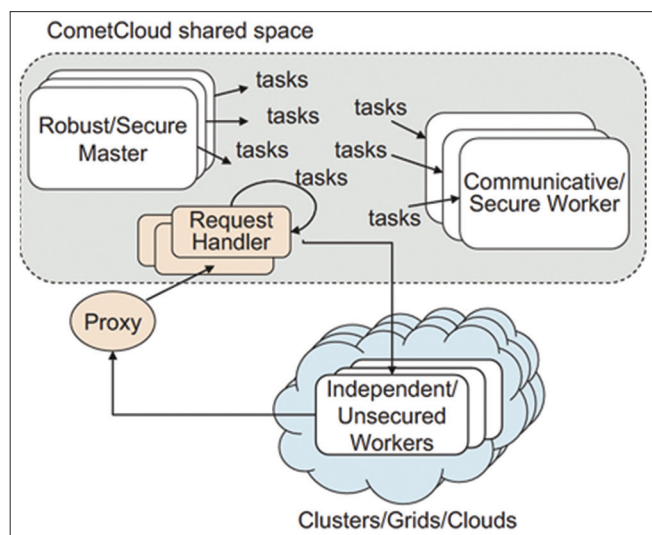 CometCloud shared space
tasks
Robust/Secure
Master
tasks
tasks
tasks
tasks
tasks
Communicative/
Secure Worker
tasks
Request
Handler
Proxy
Independent/
Unsecured
Workers
Clusters/Grids/Clouds